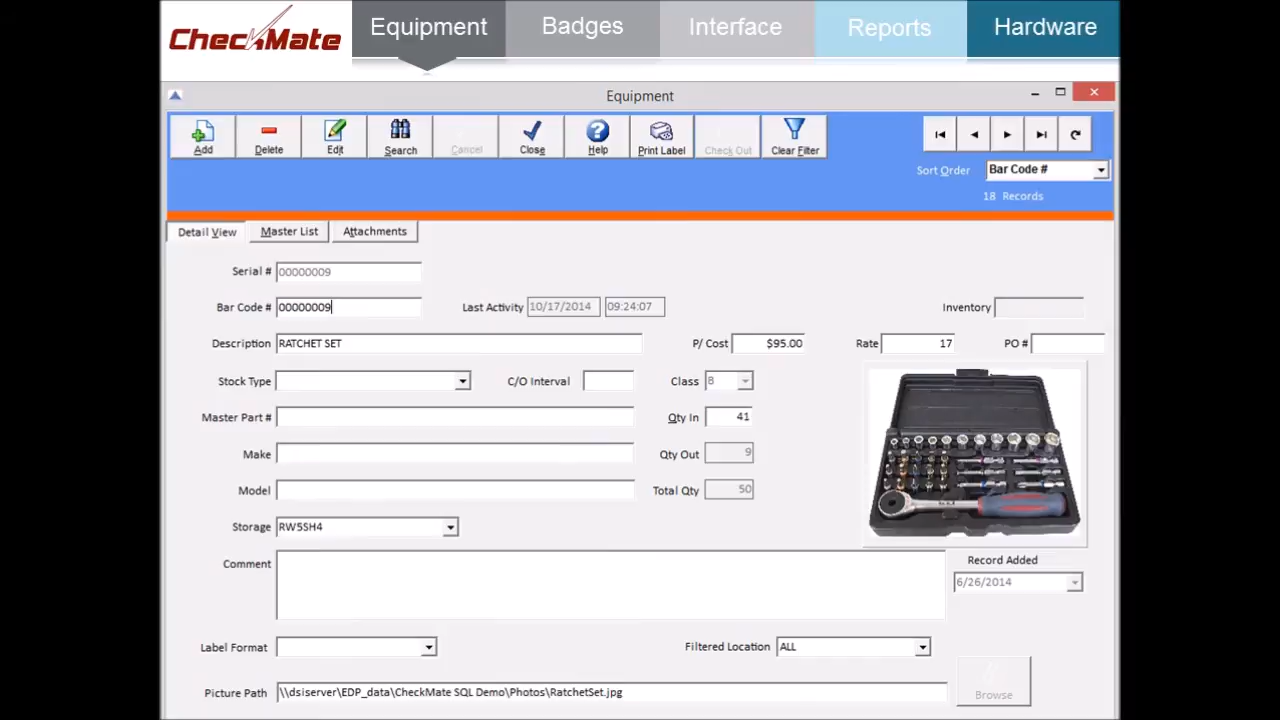 CheckMate
Equipment
Badges
Interface
Reports
Hardware
Equipment
Add
Delete
Edit
Search
Cancel
Close
Help
Print Label
Check Out
Clear Filter
Sort Order Bar Code #
18 Records
Detail View
Master List
Attachments
Serial # 00000009
Bar Code # 00000009 Last Activity 10/17/2014 09:24:07 Inventory
Description RATCHET SET P/ Cost $95.00 Rate 17 PO #
Stock Type C/O Interval Class B
Master Part # Qty In 41
Make Qty Out 9
Model Total Qty 50
Storage RW5SH4
Comment Record Added
6/26/2014
Label Format Filtered Location ALL
Picture Path \\dsiserver\EDP_data\CheckMate SQL Demo\Photos\RatchetSet.jpg
Browse